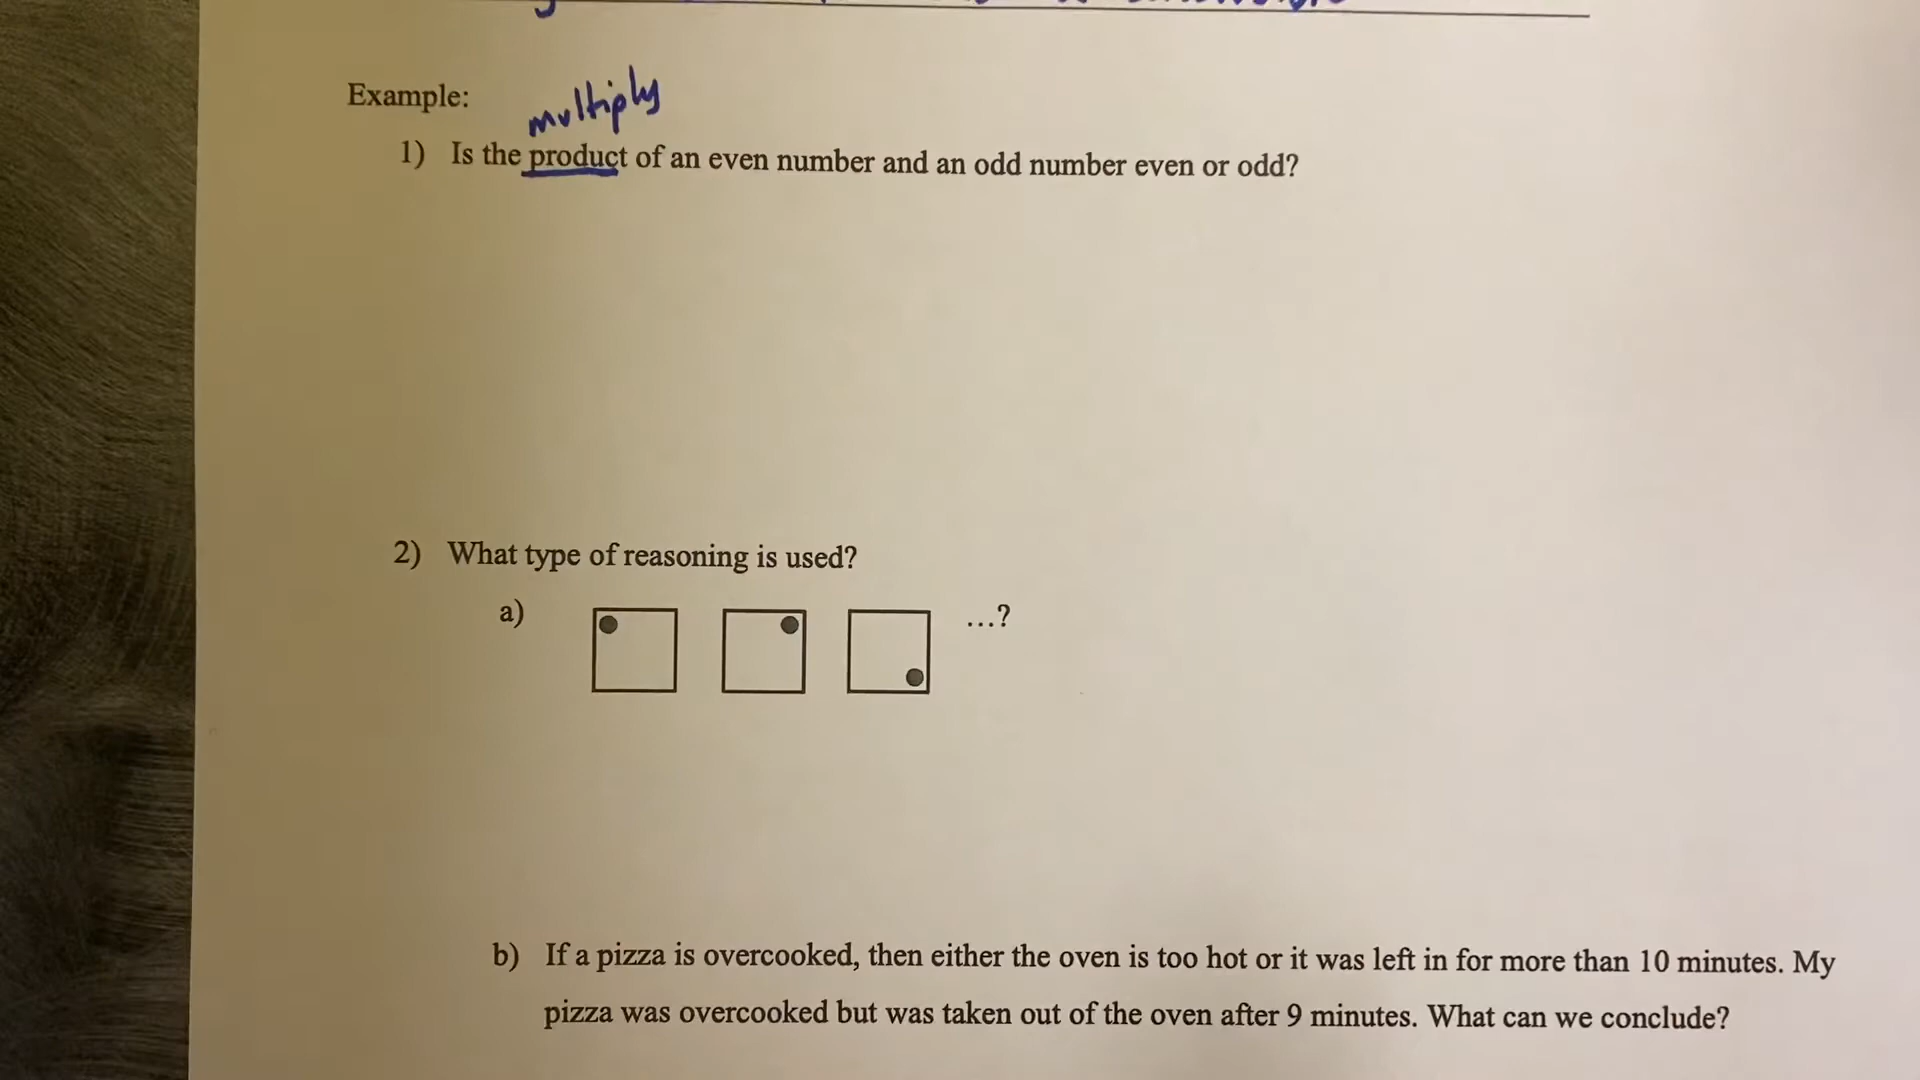 Example:
multiply
1) Is the product of an even number and an odd number even or odd?
2) What type of reasoning is used?
a) ...?
b) If a pizza is overcooked, then either the oven is too hot or it was left in for more than 10 minutes. My
pizza was overcooked but was taken out of the oven after 9 minutes. What can we conclude?